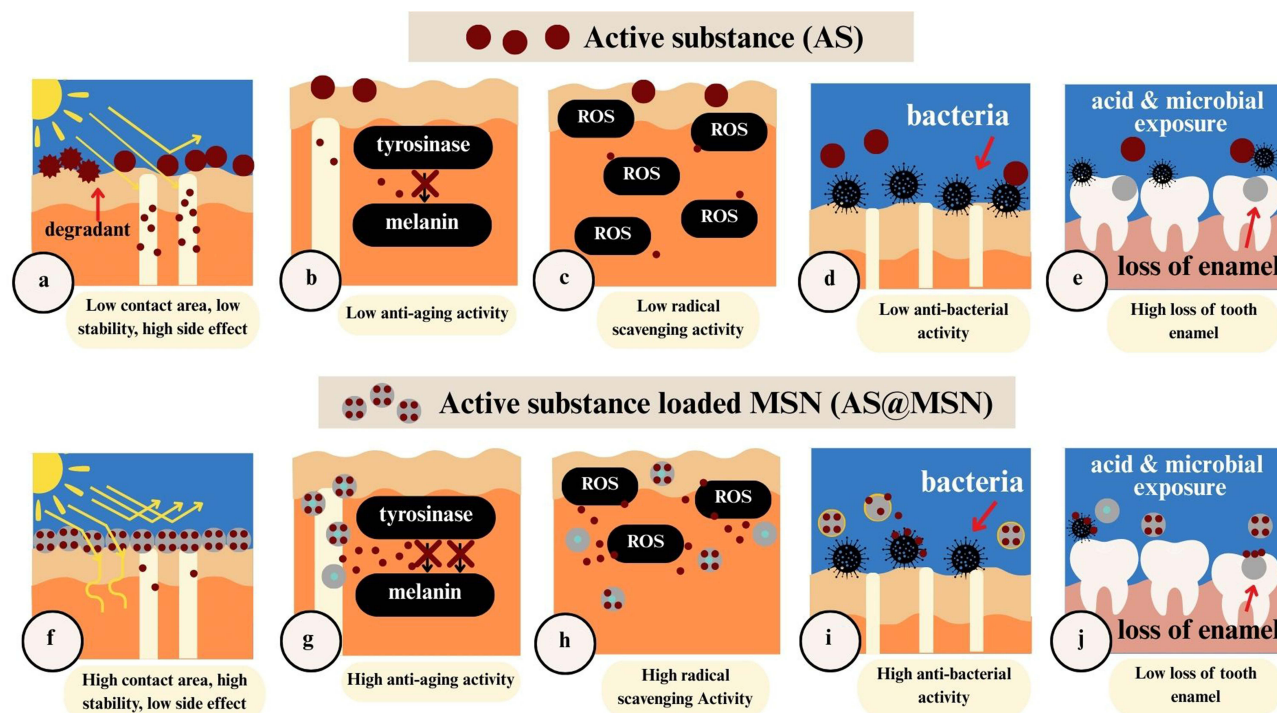 Active substance (AS)
degradant
a
Low contact area, low
stability, high side effect
tyrosinase
melanin
b
Low anti-aging activity
ROS
ROS
ROS
ROS
ROS
c
Low radical
scavenging activity
bacteria
d
Low anti-bacterial
activity
acid & microbial
exposure
loss of enamel
e
High loss of tooth
enamel
Active substance loaded MSN (AS@MSN)
f
High contact area, high
stability, low side effect
tyrosinase
melanin
g
High anti-aging activity
ROS
ROS
ROS
h
High radical
scavenging Activity
bacteria
i
High anti-bacterial
activity
acid & microbial
exposure
loss of enamel
j
Low loss of tooth
enamel